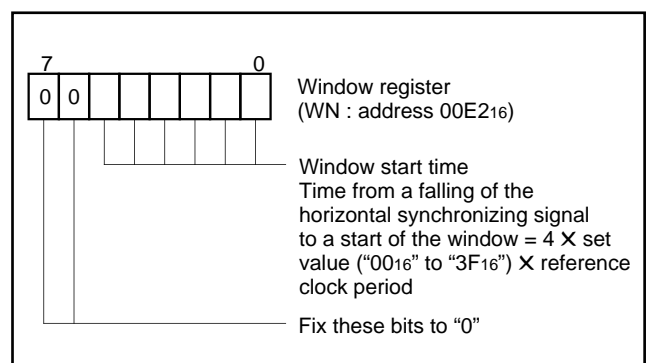 7 0
0 0
Window register
(WN : address 00E216)
Window start time
Time from a falling of the
horizontal synchronizing signal
to a start of the window = 4 ✕ set
value (“0016” to “3F16”) ✕ reference
clock period
Fix these bits to “0”